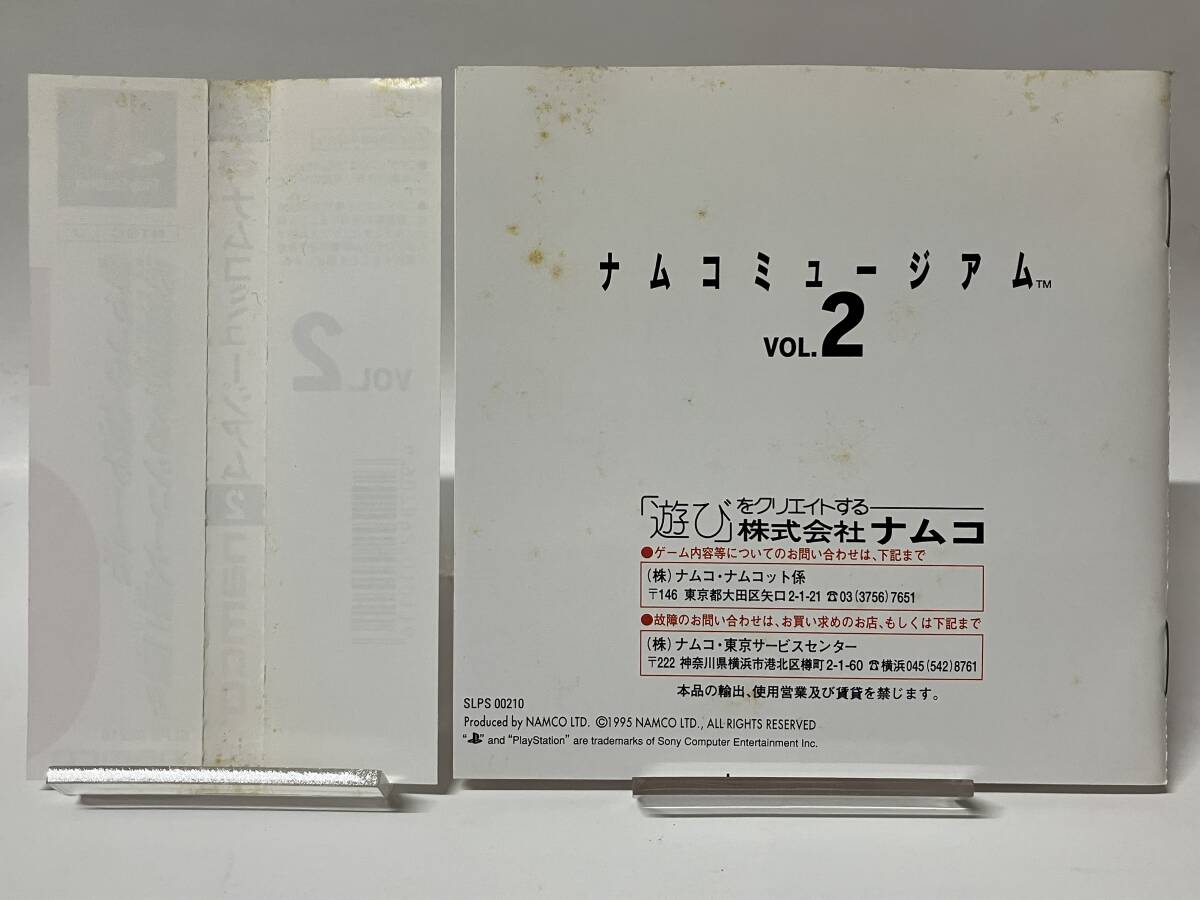 ナムコミュージアム™
VOL.2
「遊び」をクリエイトする
株式会社ナムコ
●ゲーム内容等についてのお問い合わせは、下記まで
(株)ナムコ・ナムコット係
〒146 東京都大田区矢口2-1-21 ☎03(3756)7651
●故障のお問い合わせは、お買い求めのお店、もしくは下記まで
(株)ナムコ・東京サービスセンター
〒222 神奈川県横浜市港北区樽町2-1-60 ☎横浜045(542)8761
本品の輸出、使用営業及び賃貸を禁じます。
SLPS 00210
Produced by NAMCO LTD. ©1995 NAMCO LTD., ALL RIGHTS RESERVED
" " and "PlayStation" are trademarks of Sony Computer Entertainment Inc.
VOL.2